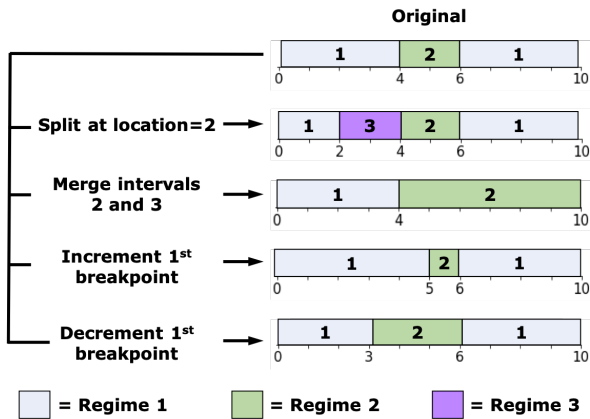 Original
1 2 1
0 4 6 10
Split at location=2
1 3 2 1
0 2 4 6 10
Merge intervals
2 and 3
1 2
0 4 10
Increment 1st
breakpoint
1 2 1
0 5 6 10
Decrement 1st
breakpoint
1 2 1
0 3 6 10
= Regime 1 = Regime 2 = Regime 3